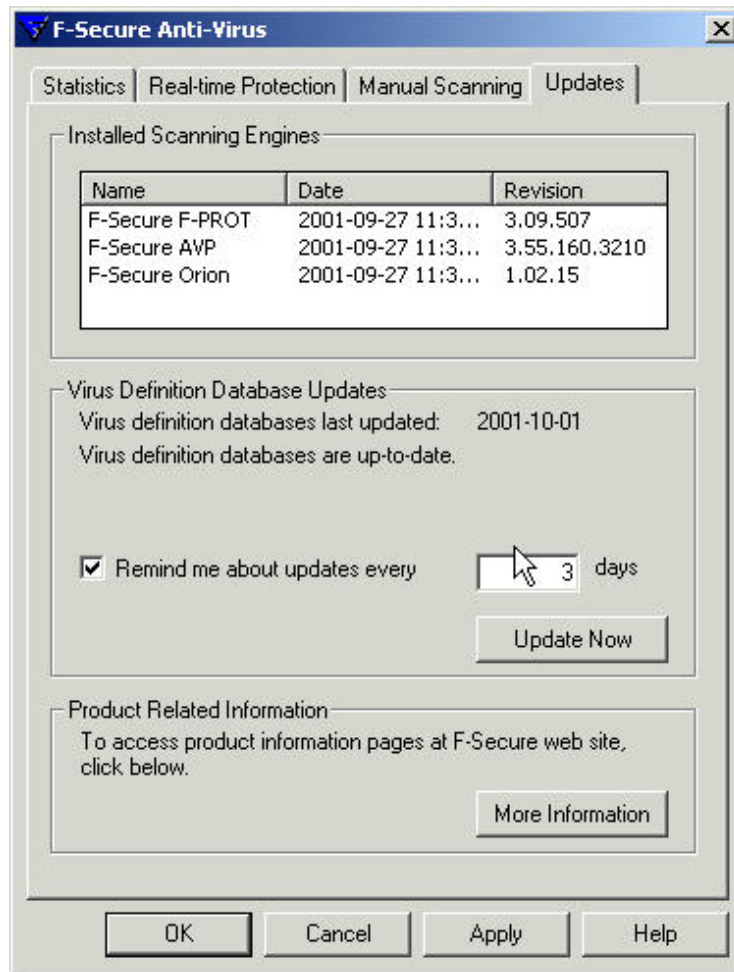 F-Secure Anti-Virus
Statistics Real-time Protection Manual Scanning Updates
Installed Scanning Engines
Name Date Revision
F-Secure F-PROT 2001-09-27 11:3... 3.09.507
F-Secure AVP 2001-09-27 11:3... 3.55.160.3210
F-Secure Orion 2001-09-27 11:3... 1.02.15
Virus Definition Database Updates
Virus definition databases last updated: 2001-10-01
Virus definition databases are up-to-date.
Remind me about updates every 3 days
Update Now
Product Related Information
To access product information pages at F-Secure web site,
click below.
More Information
OK Cancel Apply Help